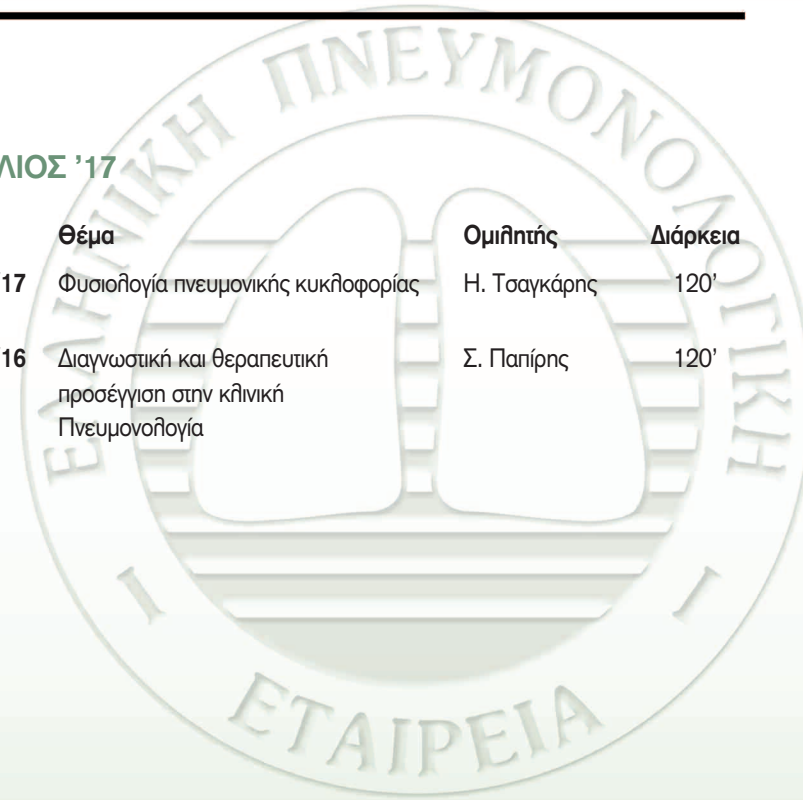 ΕΛΛΗΝΙΚΗ ΠΝΕΥΜΟΝΟΛΟΓΙΚΗ
ΛΙΟΣ ’17
Θέμα Ομιλητής Διάρκεια
’17 Φυσιολογία πνευμονικής κυκλοφορίας Η. Τσαγκάρης 120’
’16 Διαγνωστική και θεραπευτική Σ. Παπίρης 120’
προσέγγιση στην κλινική
Πνευμονολογία
Ι ΕΤΑΙΡΕΙΑ Ι